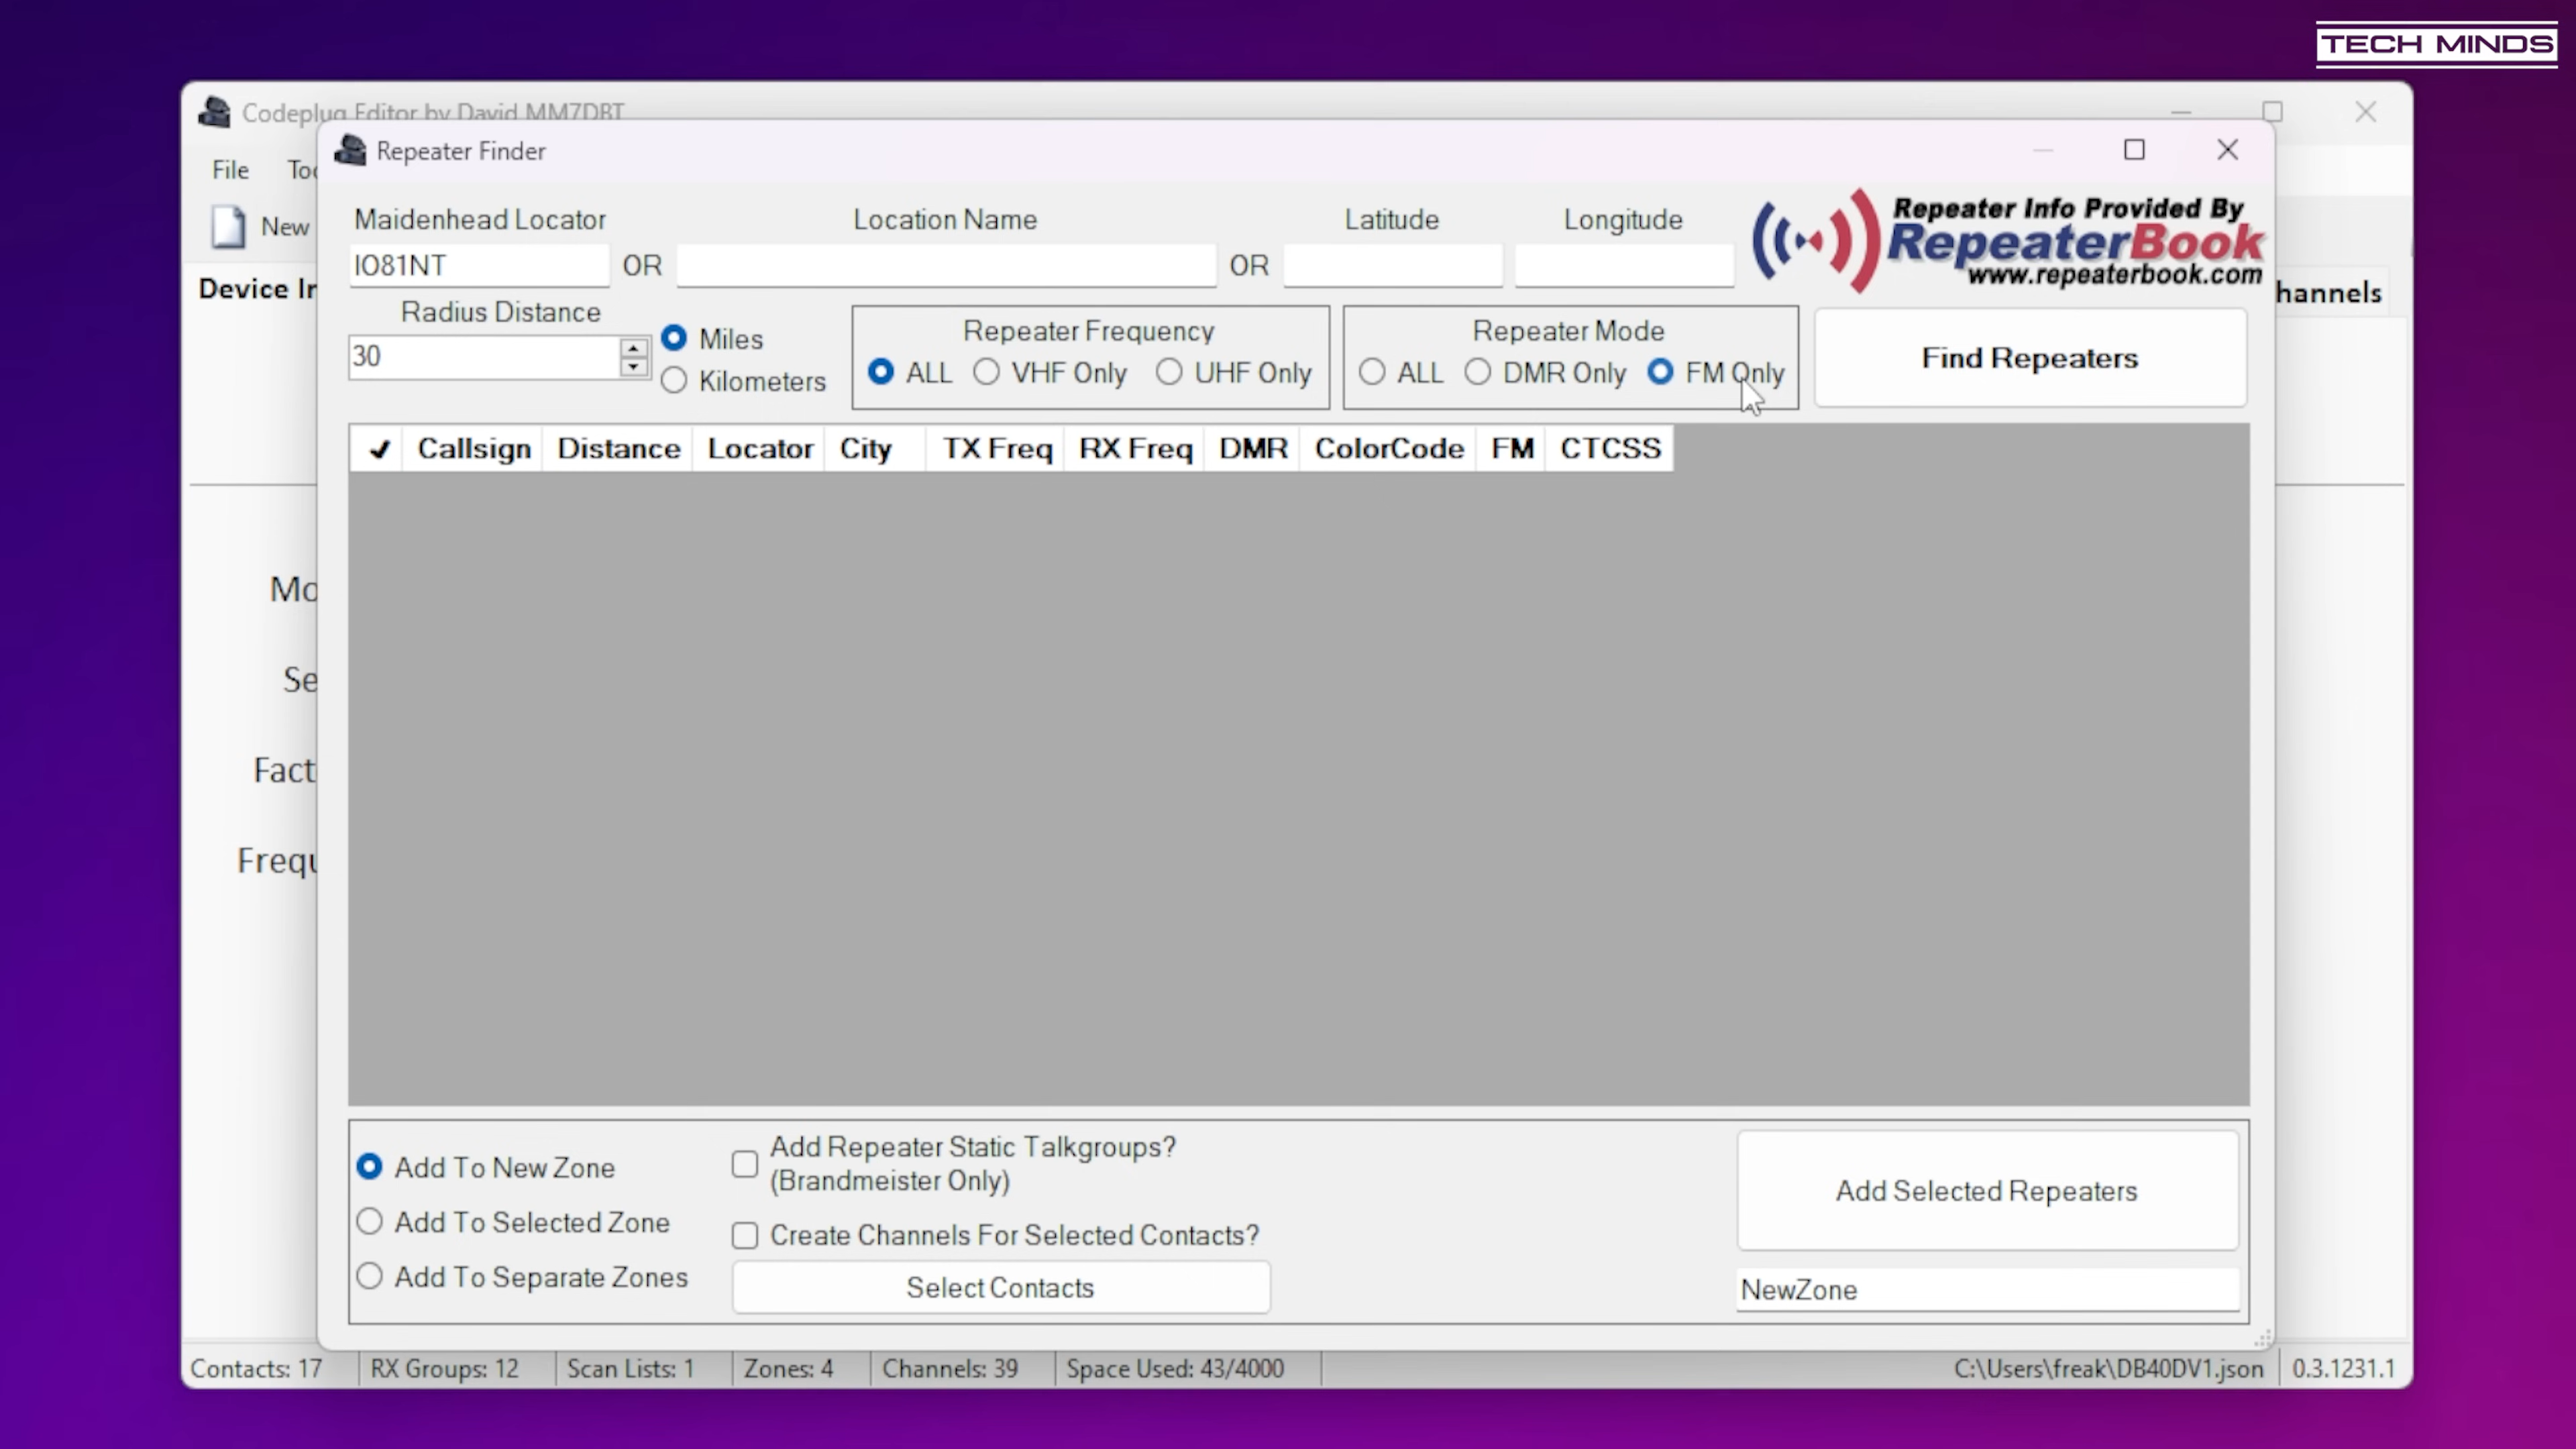 TECH MINDS
Codeplug Editor by David MM7DBT
Repeater Finder
File
New
Maidenhead Locator
Location Name
Latitude
Longitude
Repeater Info Provided By
RepeaterBook
www.repeaterbook.com
IO81NT
OR
OR
Device
hannels
Radius Distance
30
Miles
Kilometers
Repeater Frequency
ALL
VHF Only
UHF Only
Repeater Mode
ALL
DMR Only
FM Only
Find Repeaters
Callsign Distance Locator City TX Freq RX Freq DMR ColorCode FM CTCSS
Mo
Se
Fact
Frequ
Add To New Zone
Add To Selected Zone
Add To Separate Zones
Add Repeater Static Talkgroups?
(Brandmeister Only)
Create Channels For Selected Contacts?
Select Contacts
Add Selected Repeaters
NewZone
Contacts: 17 RX Groups: 12 Scan Lists: 1 Zones: 4 Channels: 39 Space Used: 43/4000 C:\Users\freak\DB40DV1.json 0.3.1231.1